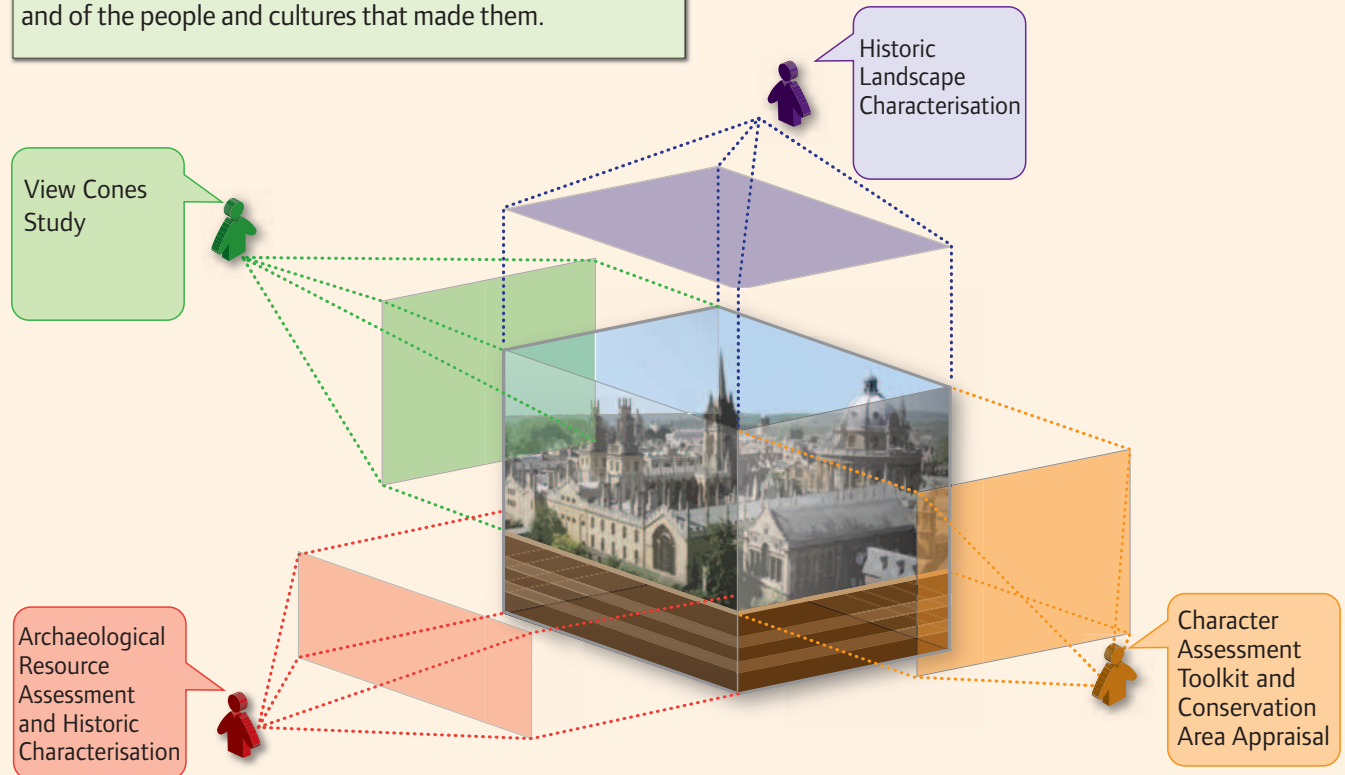 and of the people and cultures that made them.
Historic
Landscape
Characterisation
View Cones
Study
Archaeological
Resource
Assessment
and Historic
Characterisation
Character
Assessment
Toolkit and
Conservation
Area Appraisal